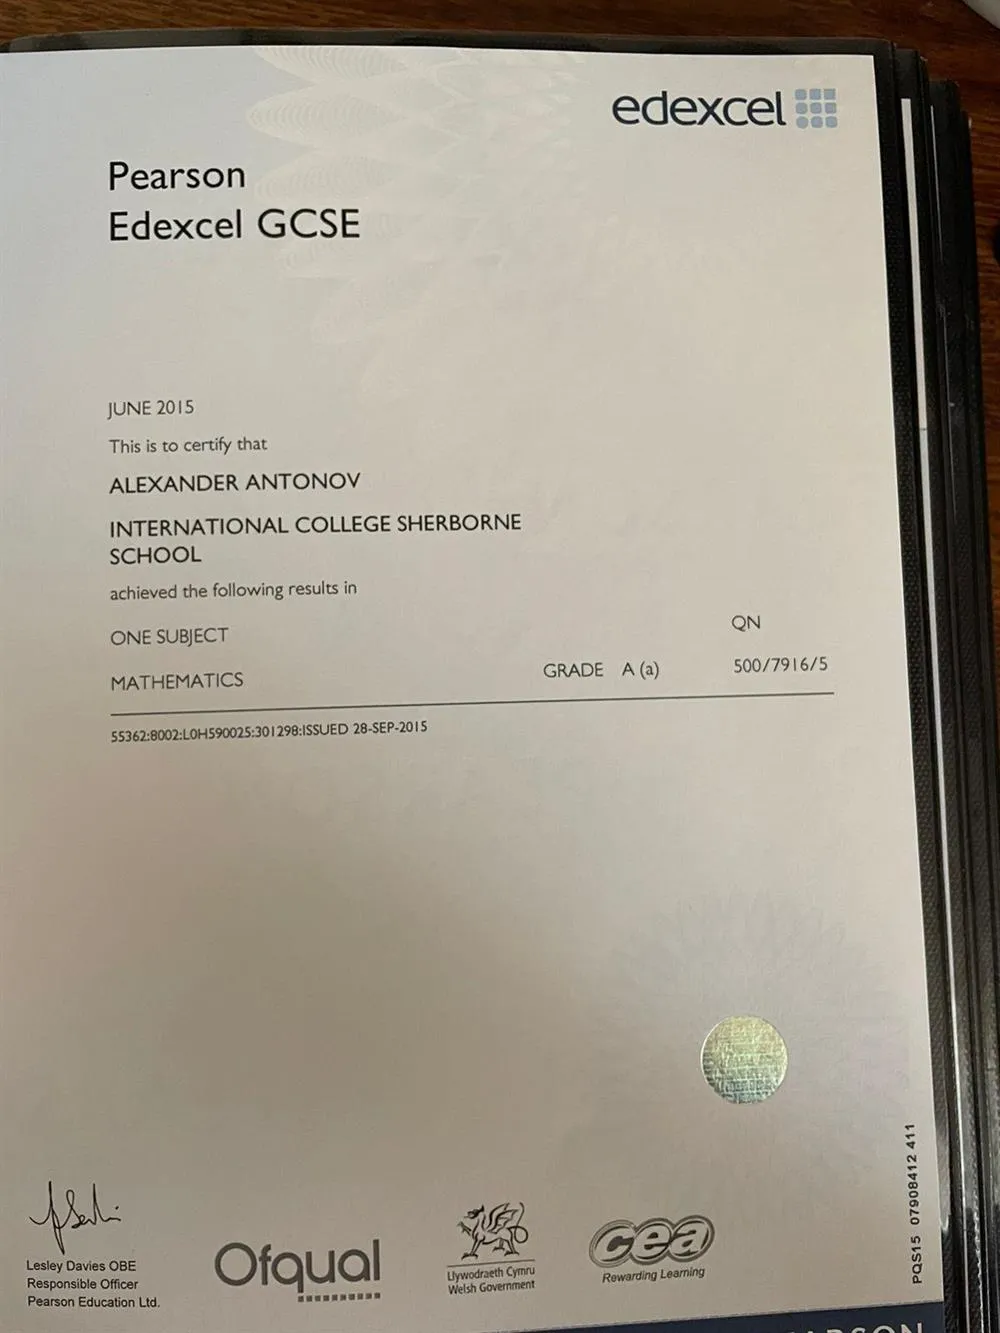 edexcel
Pearson
Edexcel GCSE
JUNE 2015
This is to certify that
ALEXANDER ANTONOV
INTERNATIONAL COLLEGE SHERBORNE
SCHOOL
achieved the following results in
ONE SUBJECT
QN
MATHEMATICS GRADE A (a) 500/7916/5
55362:8002:L0H590025:301298:ISSUED 28-SEP-2015
Lesley Davies OBE
Responsible Officer
Pearson Education Ltd.
Ofqual
Llywodraeth Cymru
Welsh Government
cea
Rewarding Learning
PQS15 07908412 411